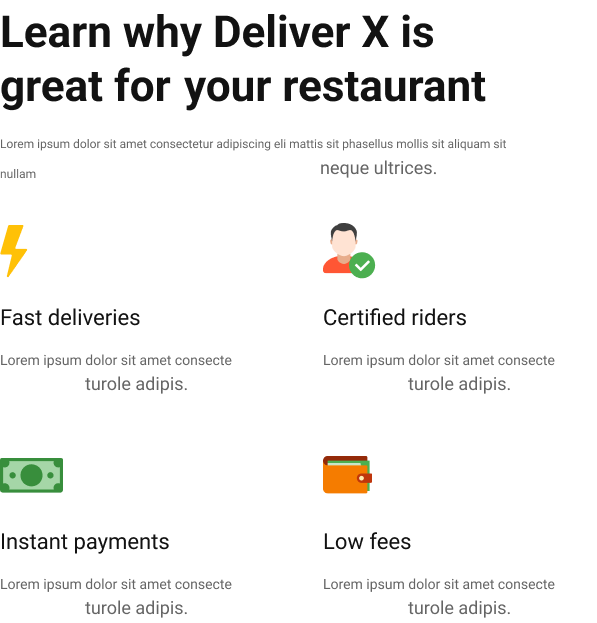 Learn why Deliver X is
great for your restaurant
Lorem ipsum dolor sit amet consectetur adipiscing eli mattis sit phasellus mollis sit aliquam sit
nullam neque ultrices.
Fast deliveries
Lorem ipsum dolor sit amet consecte
turole adipis.
Certified riders
Lorem ipsum dolor sit amet consecte
turole adipis.
Instant payments
Lorem ipsum dolor sit amet consecte
turole adipis.
Low fees
Lorem ipsum dolor sit amet consecte
turole adipis.